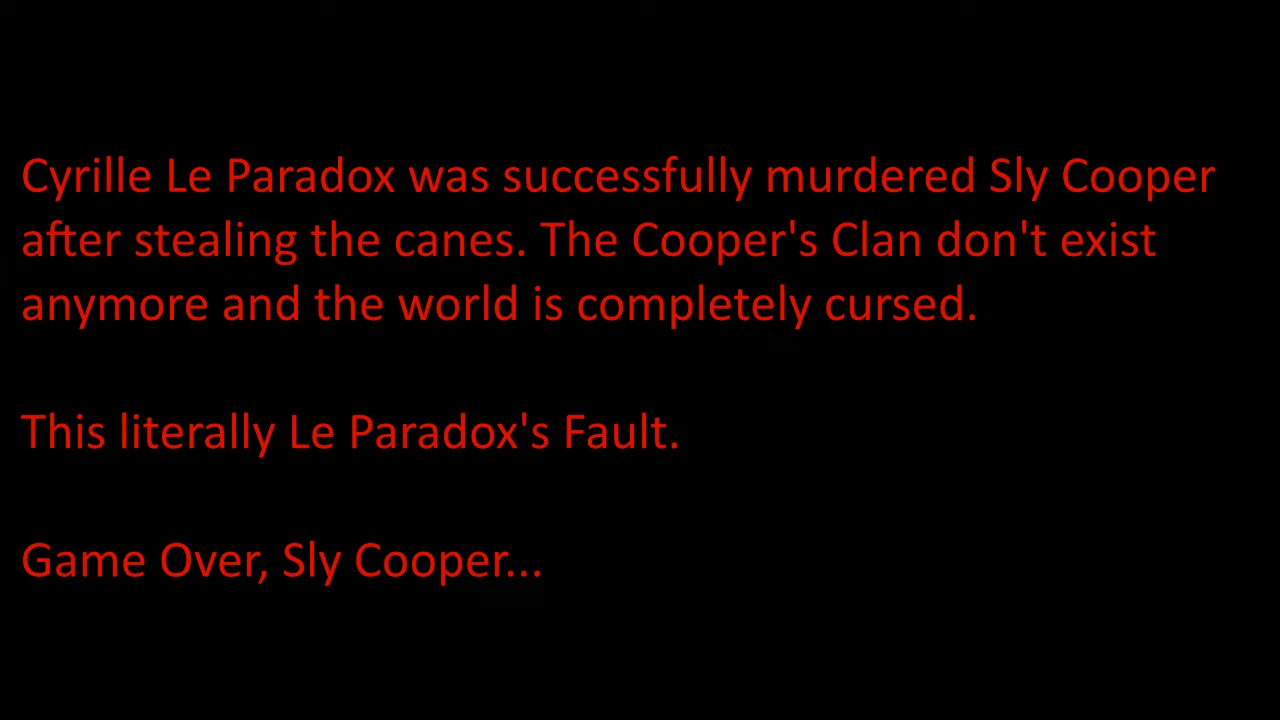 Cyrille Le Paradox was successfully murdered Sly Cooper
after stealing the canes. The Cooper's Clan don't exist
anymore and the world is completely cursed.
This literally Le Paradox's Fault.
Game Over, Sly Cooper...